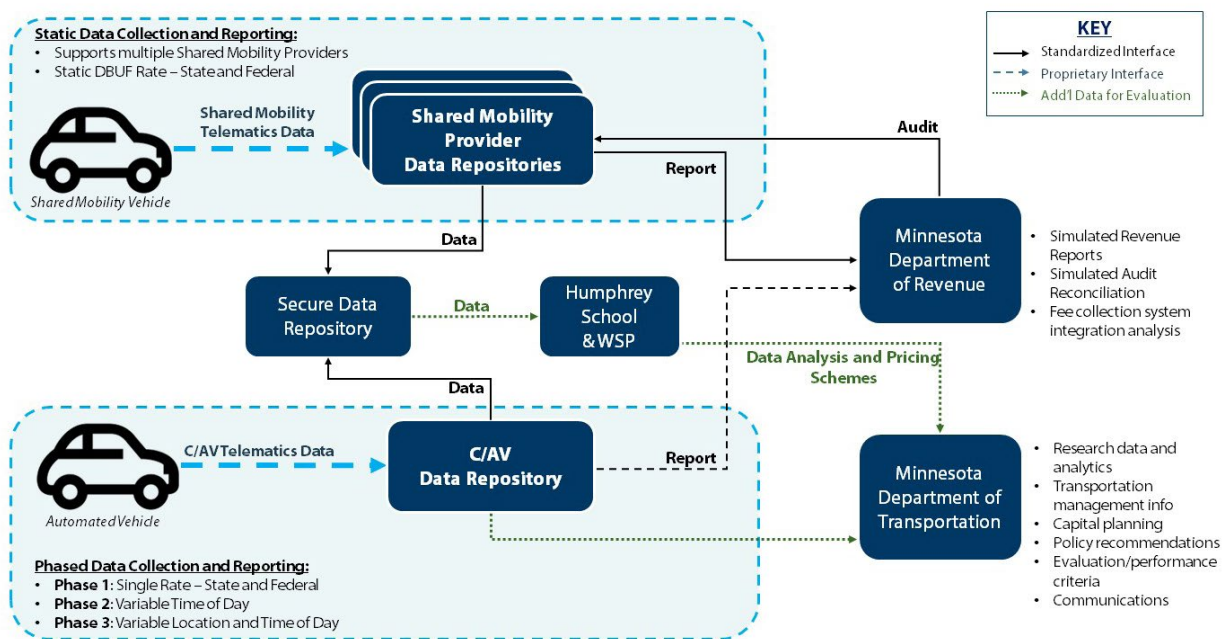 Static Data Collection and Reporting:
• Supports multiple Shared Mobility Providers
• Static DBUF Rate – State and Federal
Shared Mobility
Telematics Data
Shared Mobility Vehicle
Shared Mobility
Provider
Data Repositories
KEY
Standardized Interface
Proprietary Interface
Add'l Data for Evaluation
Audit
Report
Data
Minnesota
Department
of Revenue
• Simulated Revenue
Reports
• Simulated Audit
Reconciliation
• Fee collection system
integration analysis
Secure Data
Repository
Data
Humphrey
School
& WSP
Data Analysis and Pricing
Schemes
Data
C/AV Telematics Data
Automated Vehicle
C/AV
Data Repository
Report
Minnesota
Department of
Transportation
• Research data and
analytics
• Transportation
management info
• Capital planning
• Policy recommendations
• Evaluation/performance
criteria
• Communications
Phased Data Collection and Reporting:
• Phase 1: Single Rate – State and Federal
• Phase 2: Variable Time of Day
• Phase 3: Variable Location and Time of Day